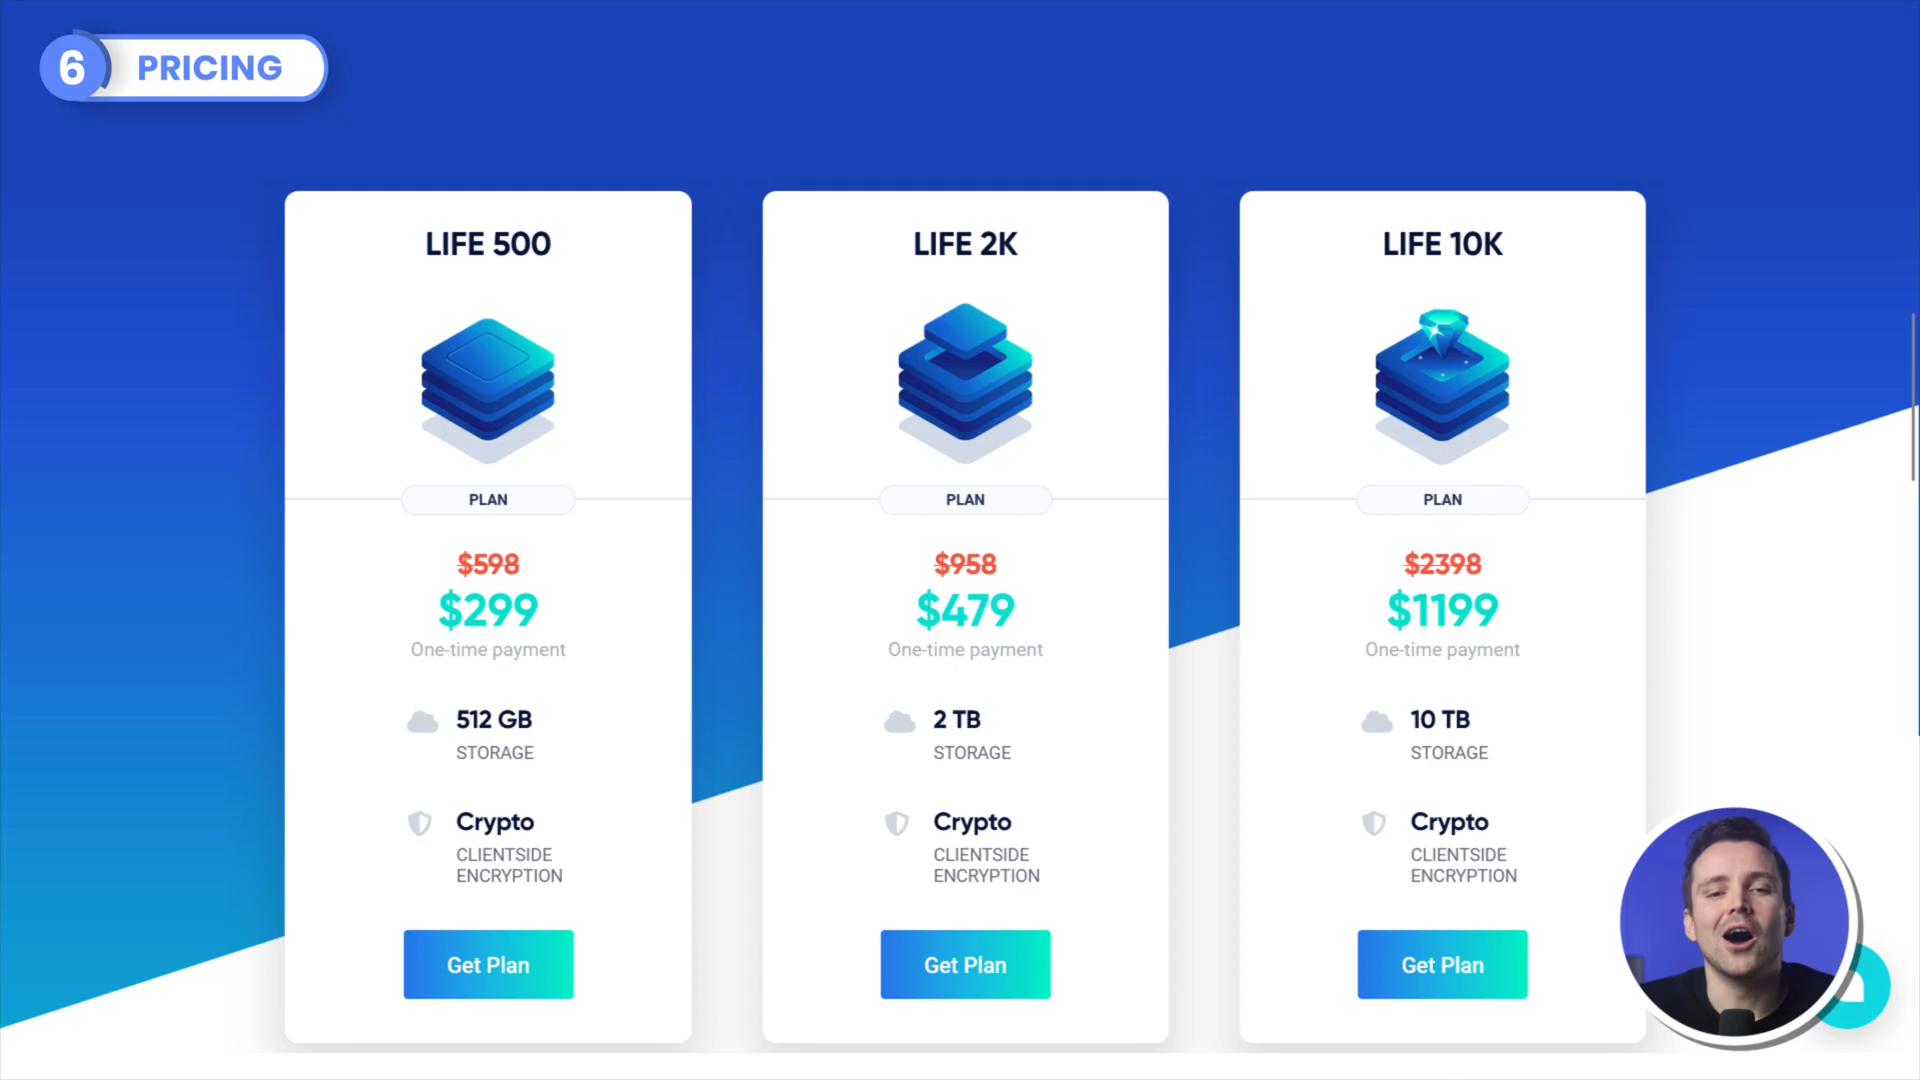 6 PRICING
LIFE 500
PLAN
$598
$299
One-time payment
512 GB
STORAGE
Crypto
CLIENTSIDE
ENCRYPTION
Get Plan
LIFE 2K
PLAN
$958
$479
One-time payment
2 TB
STORAGE
Crypto
CLIENTSIDE
ENCRYPTION
Get Plan
LIFE 10K
PLAN
$2398
$1199
One-time payment
10 TB
STORAGE
Crypto
CLIENTSIDE
ENCRYPTION
Get Plan